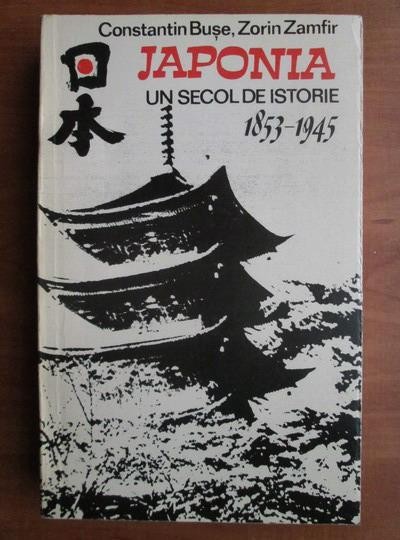 Constantin Bușe, Zorin Zamfir
JAPONIA
UN SECOL DE ISTORIE
1853-1945
日本